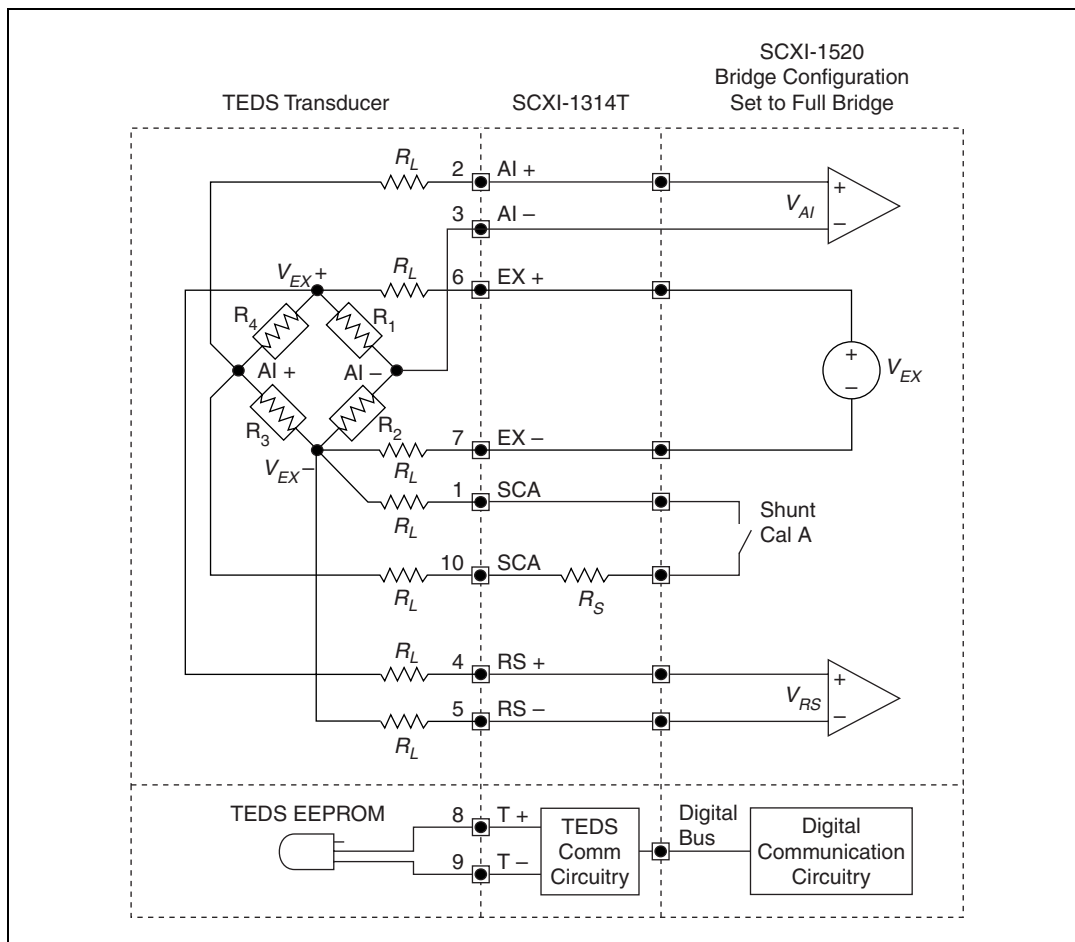 SCXI-1520
Bridge Configuration
Set to Full Bridge
TEDS Transducer
SCXI-1314T
R_L
2
AI +
3
AI –
V_AI
+
–
V_EX+
R_L
6
EX +
R_4
R_1
AI +
AI –
+
–
V_EX
R_3
R_2
7
EX –
V_EX–
R_L
1
SCA
R_L
Shunt
Cal A
10
SCA
R_L
R_S
R_L
4
RS +
+
V_RS
–
5
RS –
R_L
TEDS EEPROM
–
8
T +
9
T –
TEDS
Comm
Circuitry
Digital
Bus
Digital
Communication
Circuitry